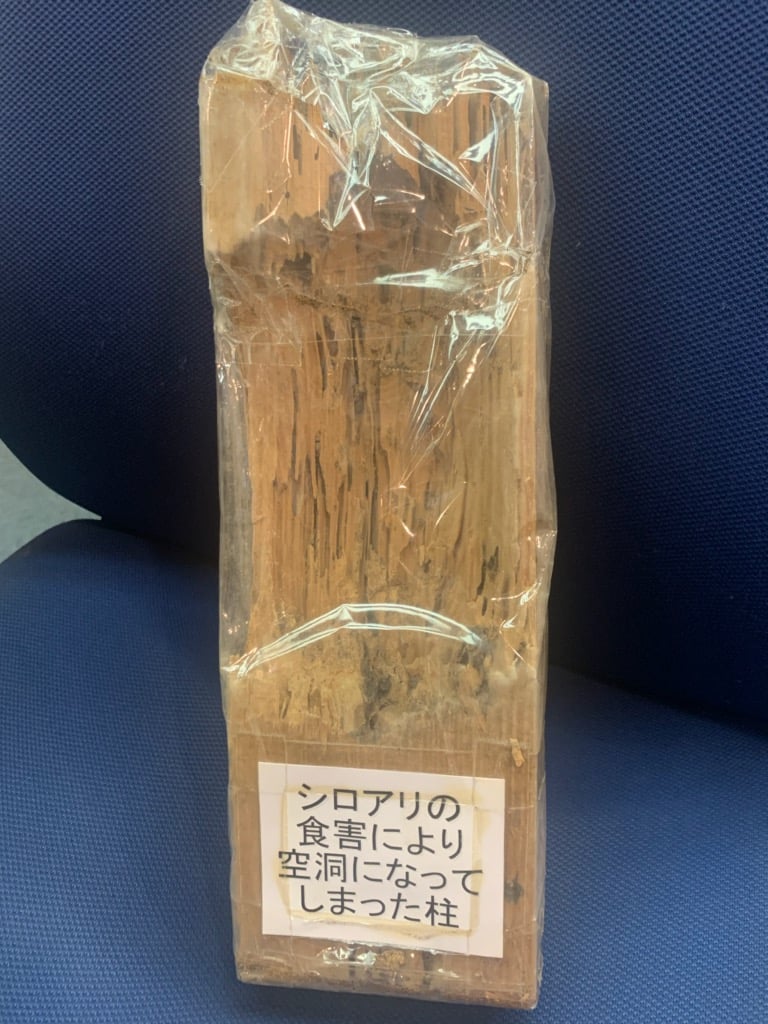 シロアリの
食害により
空洞になって
しまった柱